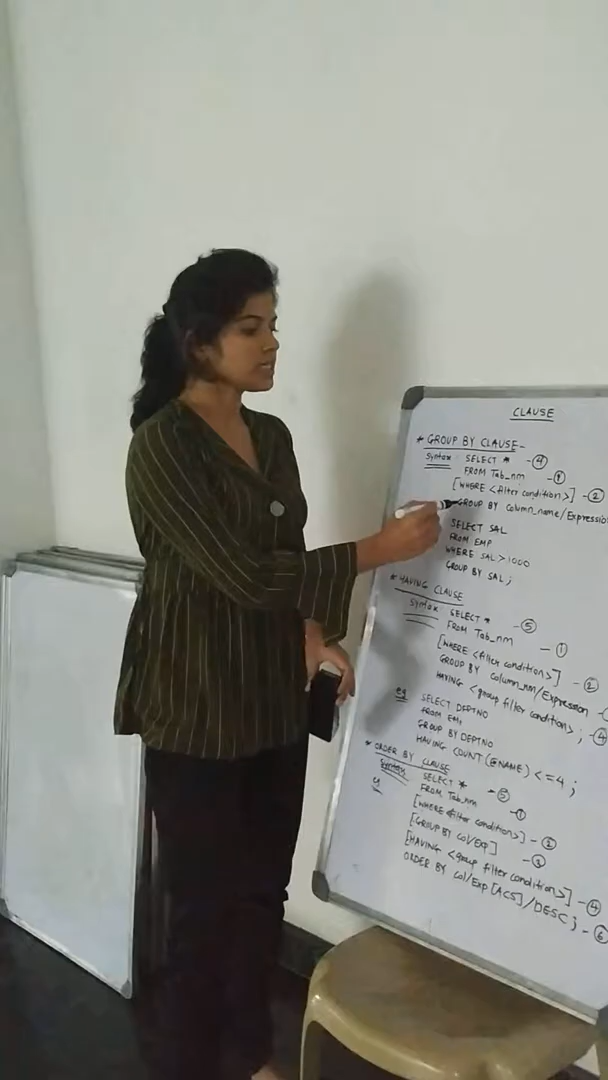 CLAUSE
* GROUP BY CLAUSE-
Syntax: SELECT * - ④
FROM Tab_nm - ①
[WHERE <filter condition>] - ②
GROUP BY column_name/Expression
SELECT SAL
FROM EMP
WHERE SAL > 1000
GROUP BY SAL;
* HAVING CLAUSE
Syntax: SELECT * - ⑤
FROM Tab_nm - ①
[WHERE <filter condition>] - ②
GROUP BY column_nm/Expression -
HAVING <group filter condition>; - ④
eg SELECT DEPTNO
FROM EMP
GROUP BY DEPTNO
HAVING COUNT(ENAME) <=4;
* ORDER BY CLAUSE
Syntax SELECT * - ⑤
FROM Tab_nm - ①
[WHERE <filter condition>] - ②
[GROUP BY col/Exp] - ③
[HAVING <group filter condition>] - ④
ORDER BY col/Exp [ACS]/DESC; - ⑥